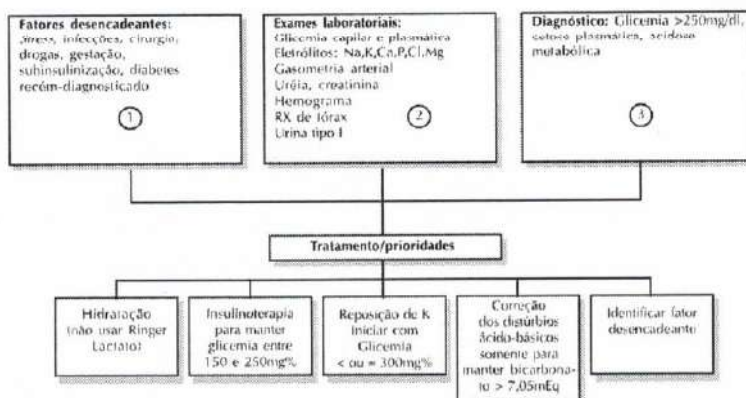 Fatores desencadeantes:
Stress, infecções, cirurgia,
drogas, gestação,
subinsulinização, diabetes
recém-diagnosticado
1
Exames laboratoriais:
Glicemia capilar e plasmática
Eletrólitos: Na,K,Ca,P,Cl,Mg
Gasometria arterial
Uréia, creatinina
Hemograma
RX de tórax
Urina tipo I
2
Diagnóstico: Glicemia >250mg/dl,
cetose plasmática, acidose
metabólica
3
Tratamento/prioridades
Hidratação
(não usar Ringer
Lactato)
Insulinoterapia
para manter
glicemia entre
150 e 250mg%
Reposição de K
Iniciar com
Glicemia
< ou = 300mg%
Correção
dos distúrbios
ácido-básicos
somente para
manter bicarbona-
to > 7,05mEq
Identificar fator
desencadeante